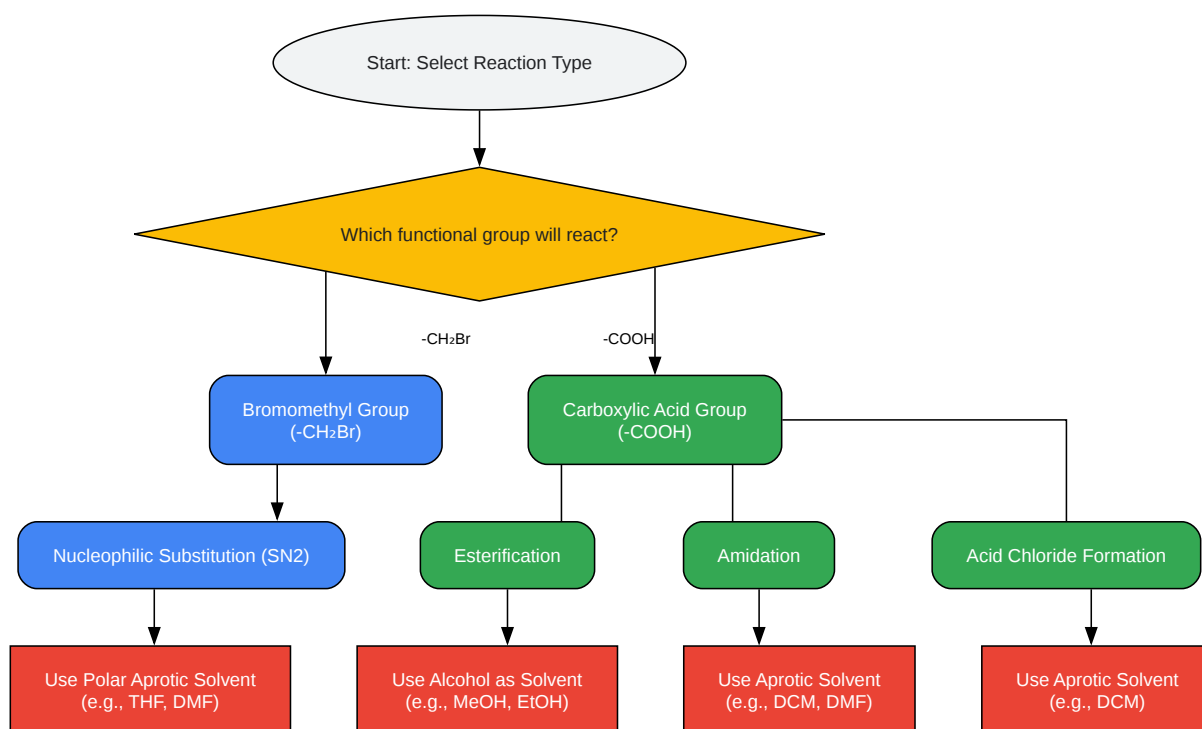 Start: Select Reaction Type
Which functional group will react?
-CH₂Br
-COOH
Bromomethyl Group
(-CH₂Br)
Carboxylic Acid Group
(-COOH)
Nucleophilic Substitution (SN2)
Esterification
Amidation
Acid Chloride Formation
Use Polar Aprotic Solvent
(e.g., THF, DMF)
Use Alcohol as Solvent
(e.g., MeOH, EtOH)
Use Aprotic Solvent
(e.g., DCM, DMF)
Use Aprotic Solvent
(e.g., DCM)